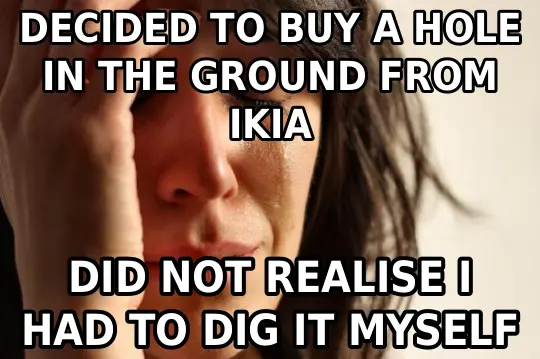 DECIDED TO BUY A HOLE
IN THE GROUND FROM
IKIA
DID NOT REALISE I
HAD TO DIG IT MYSELF